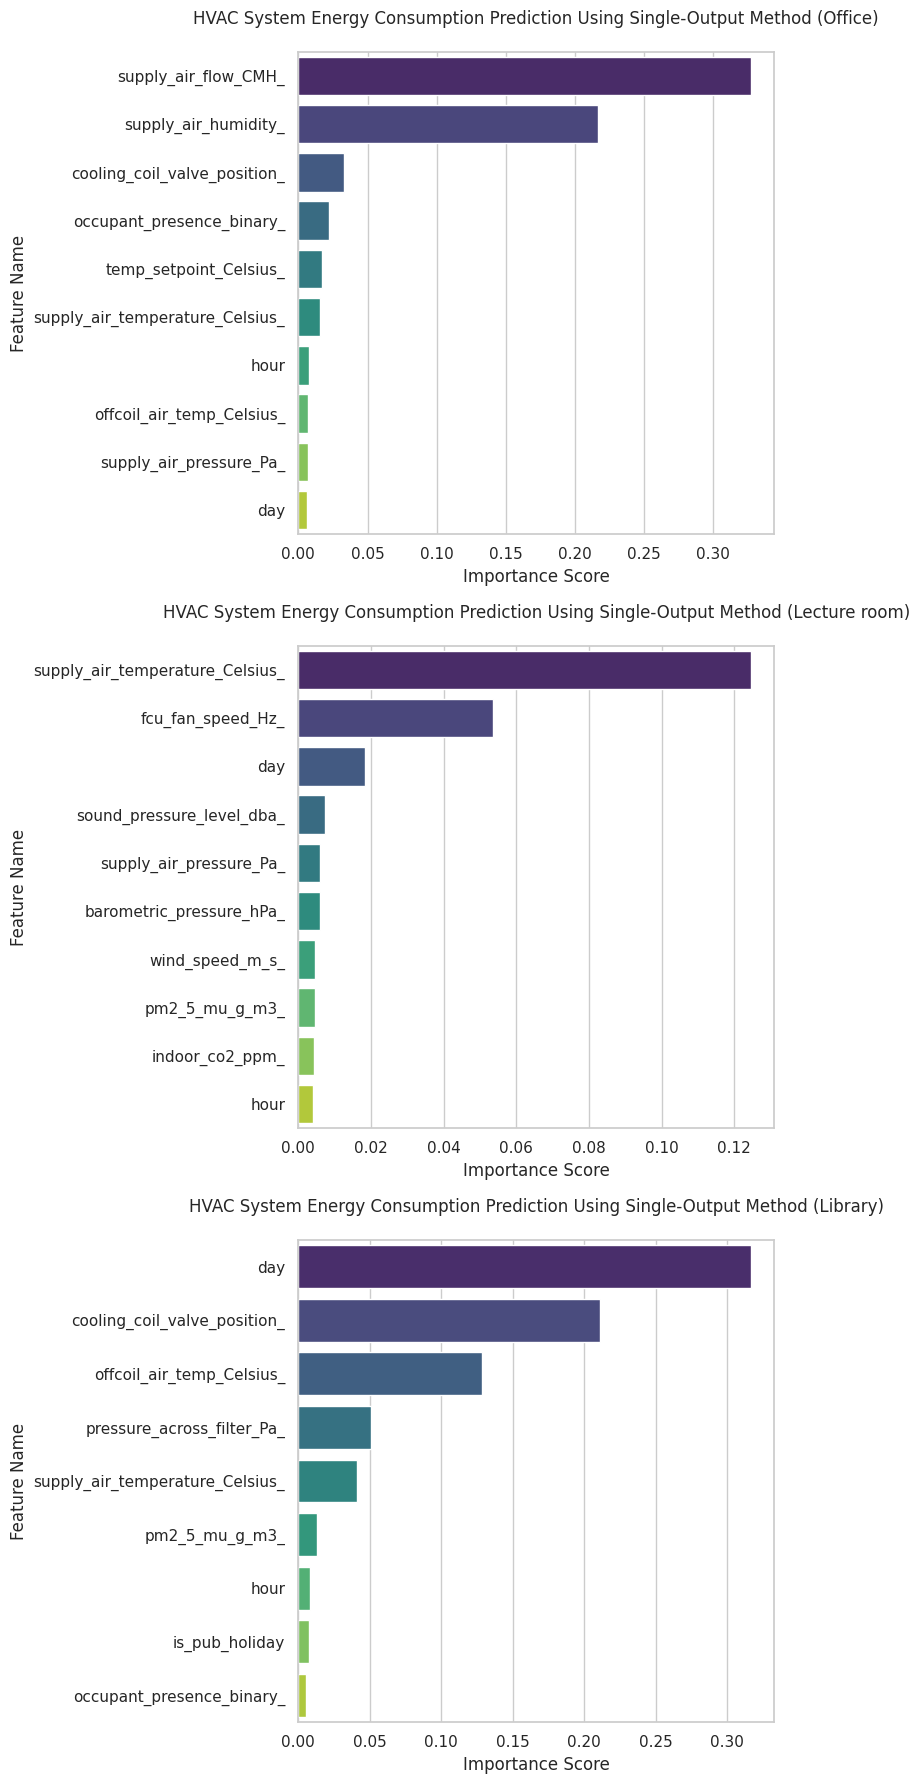 HVAC System Energy Consumption Prediction Using Single-Output Method (Office)
Feature Name
supply_air_flow_CMH_
supply_air_humidity_
cooling_coil_valve_position_
occupant_presence_binary_
temp_setpoint_Celsius_
supply_air_temperature_Celsius_
hour
offcoil_air_temp_Celsius_
supply_air_pressure_Pa_
day
0.00 0.05 0.10 0.15 0.20 0.25 0.30
Importance Score
HVAC System Energy Consumption Prediction Using Single-Output Method (Lecture room)
Feature Name
supply_air_temperature_Celsius_
fcu_fan_speed_Hz_
day
sound_pressure_level_dba_
supply_air_pressure_Pa_
barometric_pressure_hPa_
wind_speed_m_s_
pm2_5_mu_g_m3_
indoor_co2_ppm_
hour
0.00 0.02 0.04 0.06 0.08 0.10 0.12
Importance Score
HVAC System Energy Consumption Prediction Using Single-Output Method (Library)
Feature Name
day
cooling_coil_valve_position_
offcoil_air_temp_Celsius_
pressure_across_filter_Pa_
supply_air_temperature_Celsius_
pm2_5_mu_g_m3_
hour
is_pub_holiday
occupant_presence_binary_
0.00 0.05 0.10 0.15 0.20 0.25 0.30
Importance Score